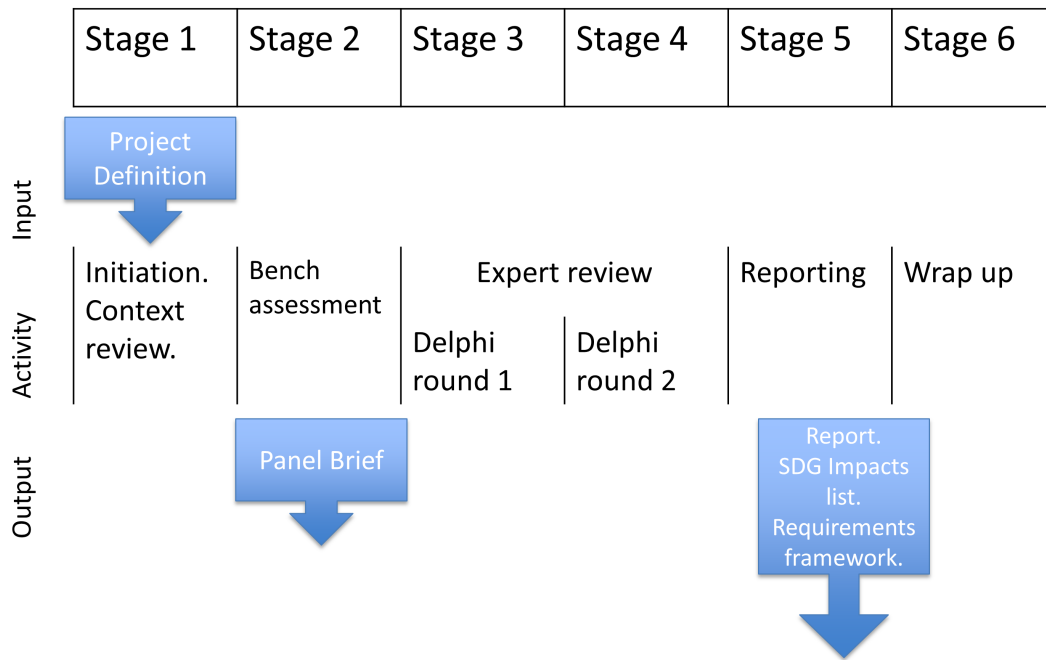 Stage 1
Stage 2
Stage 3
Stage 4
Stage 5
Stage 6
Input
Project
Definition
Activity
Initiation.
Context
review.
Bench
assessment
Expert review
Delphi
round 1
Delphi
round 2
Reporting
Wrap up
Output
Panel Brief
Report.
SDG Impacts
list.
Requirements
framework.